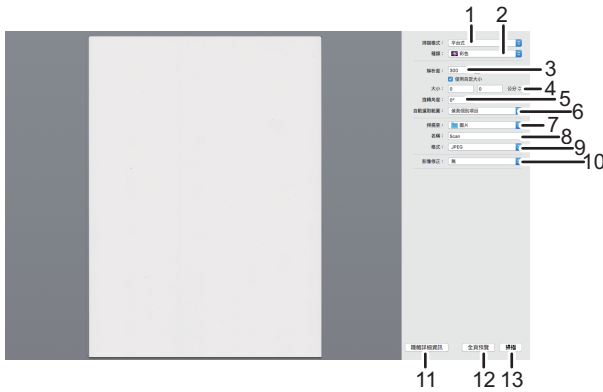 1 2
掃描模式： 平台式
種類： 彩色
解析度： 300 3
使用自訂大小
大小： 0 0 公分 4
旋轉角度： 0° 5
自動選取範圍： 偵測個別項目 6
掃描至： 圖片 7
名稱： Scan 8
格式： JPEG 9
影像修正： 無 10
隱藏詳細資訊 全頁預覽 掃描
11 12 13